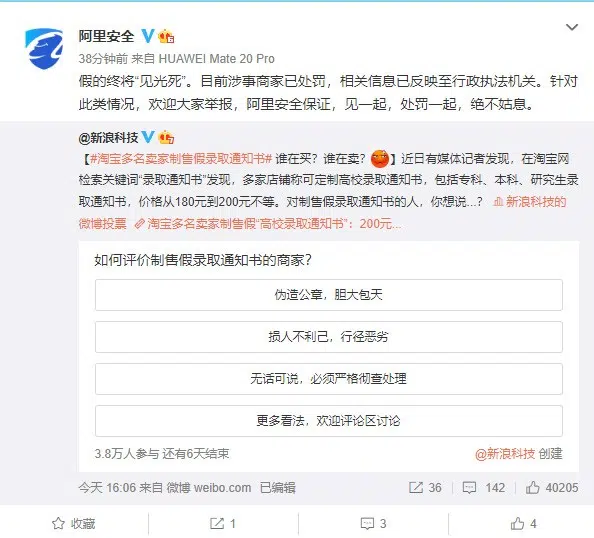 阿里安全
38分钟前 来自 HUAWEI Mate 20 Pro
假的终将“见光死”。目前涉事商家已处罚，相关信息已反映至行政执法机关。针对
此类情况，欢迎大家举报，阿里安全保证，见一起，处罚一起，绝不姑息。
@新浪科技
【#淘宝多名卖家制售假录取通知书# 谁在买？谁在卖？ 】近日有媒体记者发现，在淘宝网
检索关键词“录取通知书”发现，多家店铺称可定制高校录取通知书，包括专科、本科、研究生录
取通知书，价格从180元到200元不等。对制售假录取通知书的人，你想说...？ 新浪科技的
微博投票 淘宝多名卖家制售假“高校录取通知书”：200元...
如何评价制售假录取通知书的商家？
伪造公章，胆大包天
损人不利己，行径恶劣
无话可说，必须严格彻查处理
更多看法，欢迎评论区讨论
3.8万人参与 还有6天结束 @新浪科技 创建
今天 16:06 来自 微博 weibo.com 已编辑 36 142 40205
收藏 1 3 4